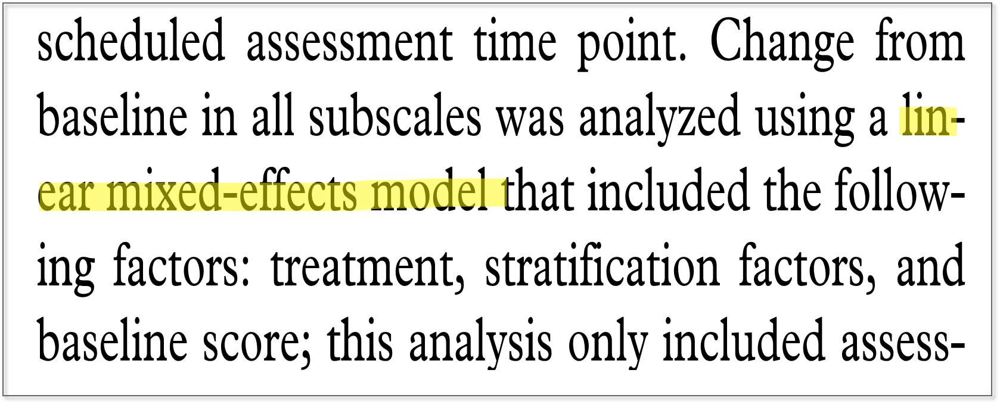 scheduled assessment time point. Change from
baseline in all subscales was analyzed using a lin-
ear mixed-effects model that included the follow-
ing factors: treatment, stratification factors, and
baseline score; this analysis only included assess-